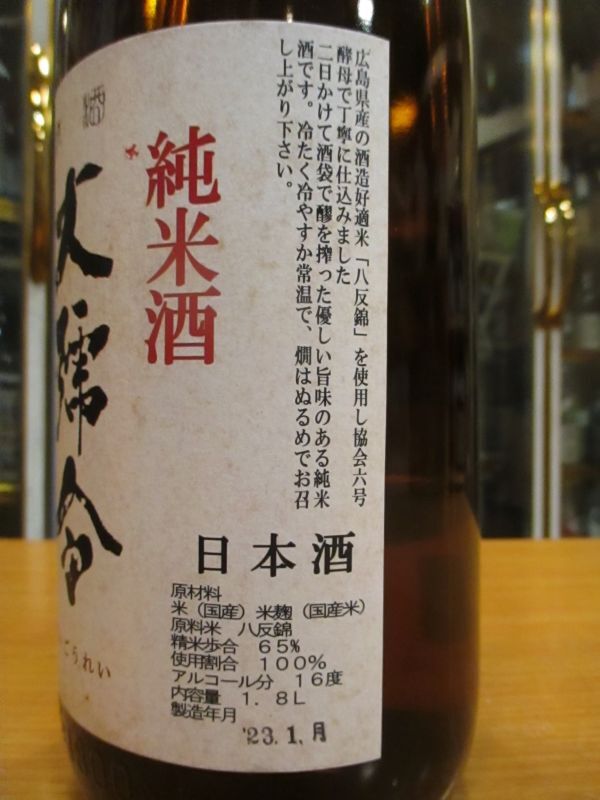 広島県産の酒造好適米「八反錦」を使用し協会六号
酵母で丁寧に仕込みました
二日かけて酒袋で醪を搾った優しい旨味のある純米
酒です。冷たく冷やすか常温で、燗はぬるめでお召
し上がり下さい。
純米酒
大號令
ごうれい
日本酒
原材料
米(国産)米麹(国産米)
原料米 八反錦
精米歩合 65%
使用割合 100%
アルコール分 16度
内容量 1.8L
製造年月
'23.1.月